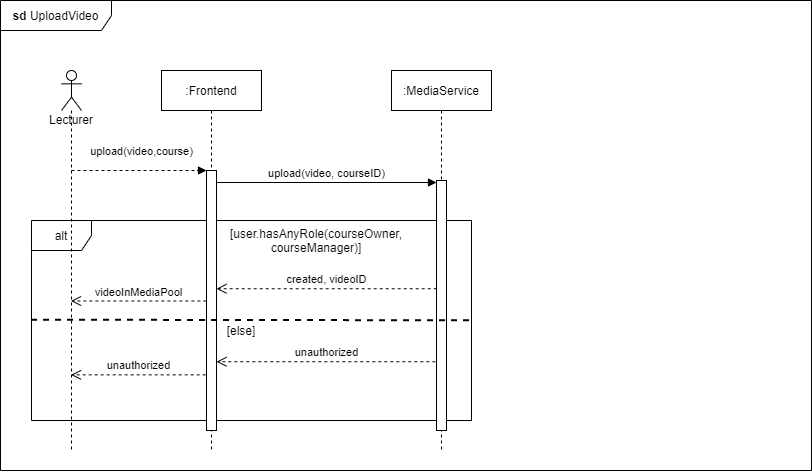 sd UploadVideo
:Frontend
:MediaService
Lecturer
upload(video,course)
upload(video, courseID)
alt
[user.hasAnyRole(courseOwner,
courseManager)]
created, videoID
videoInMediaPool
[else]
unauthorized
unauthorized